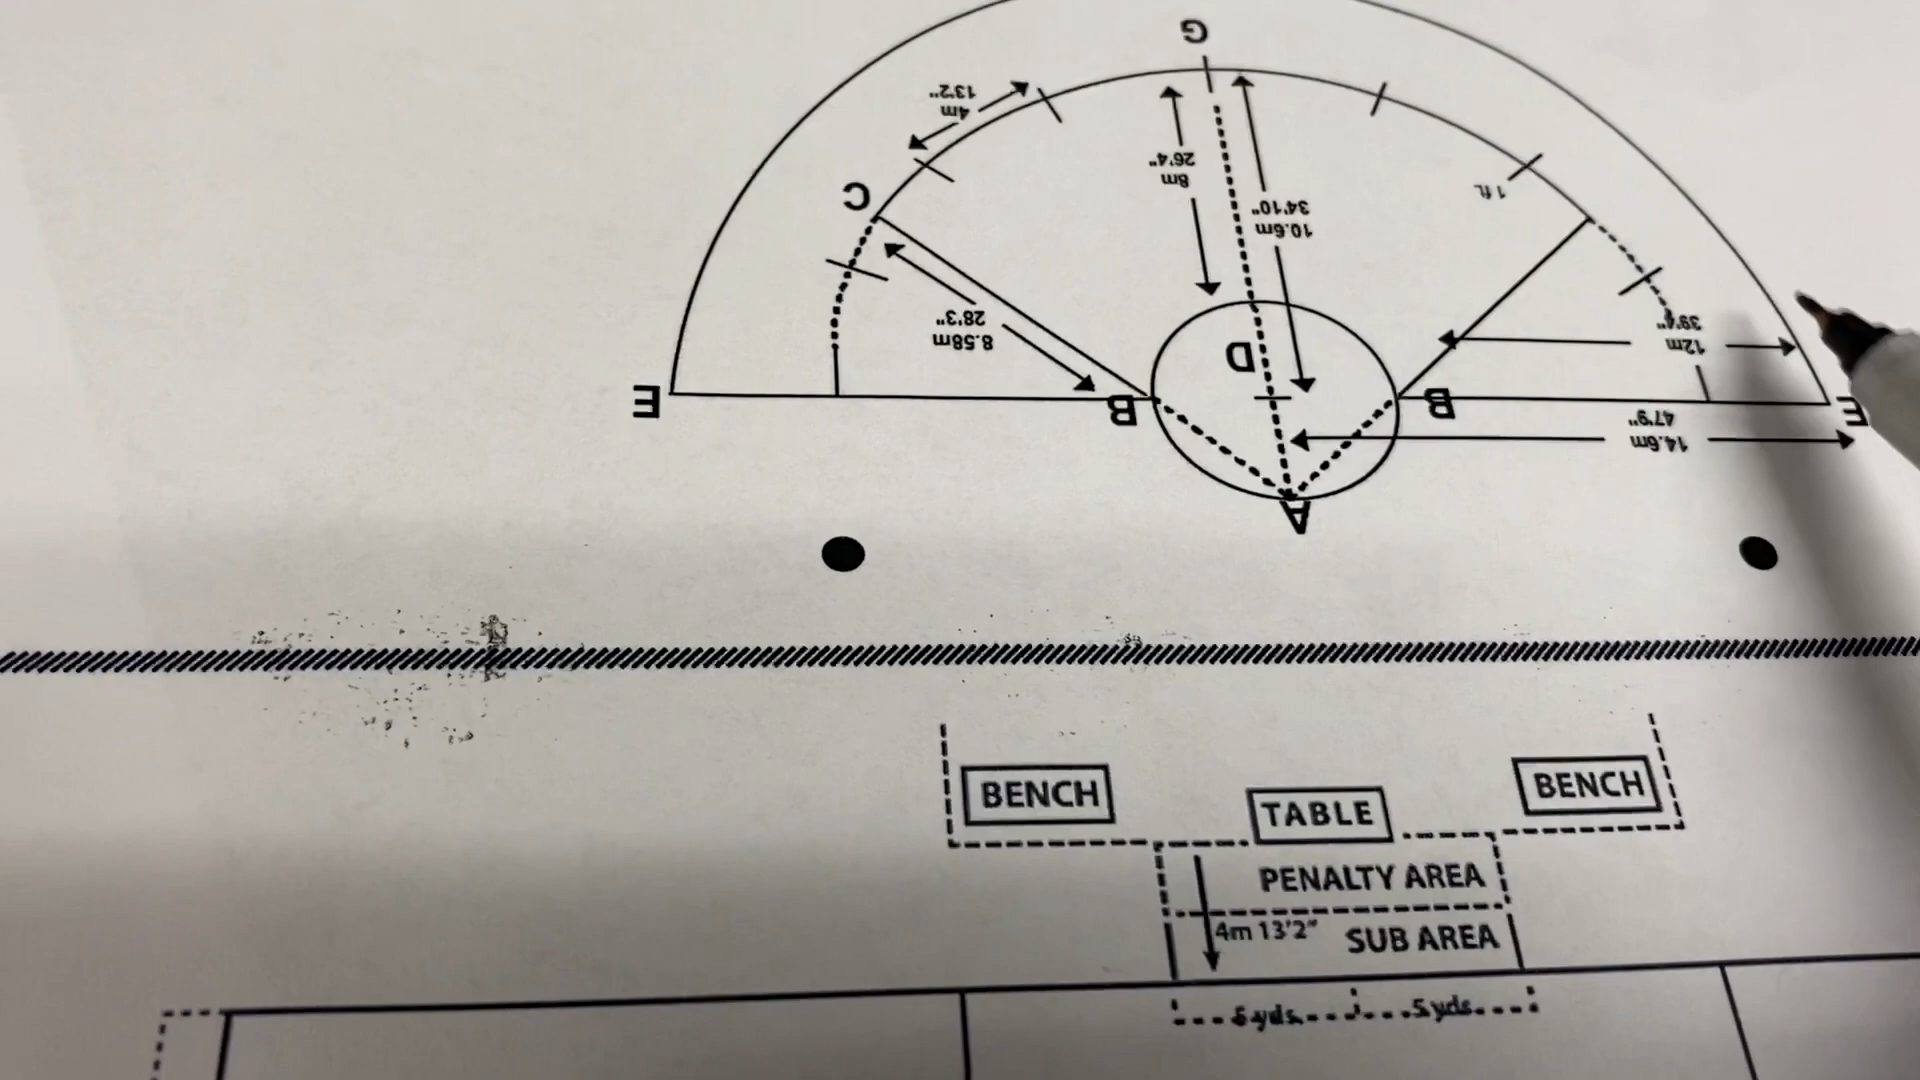 G
13'2"
4m
C
26'4"
8m
34'10"
10.6m
1 ft.
28'3"
8.58m
D
39'4"
12m
E
B
B
E
47'9"
14.6m
A
BENCH
TABLE
BENCH
PENALTY AREA
4m 13'2"
SUB AREA
5 yds.
5 yds.